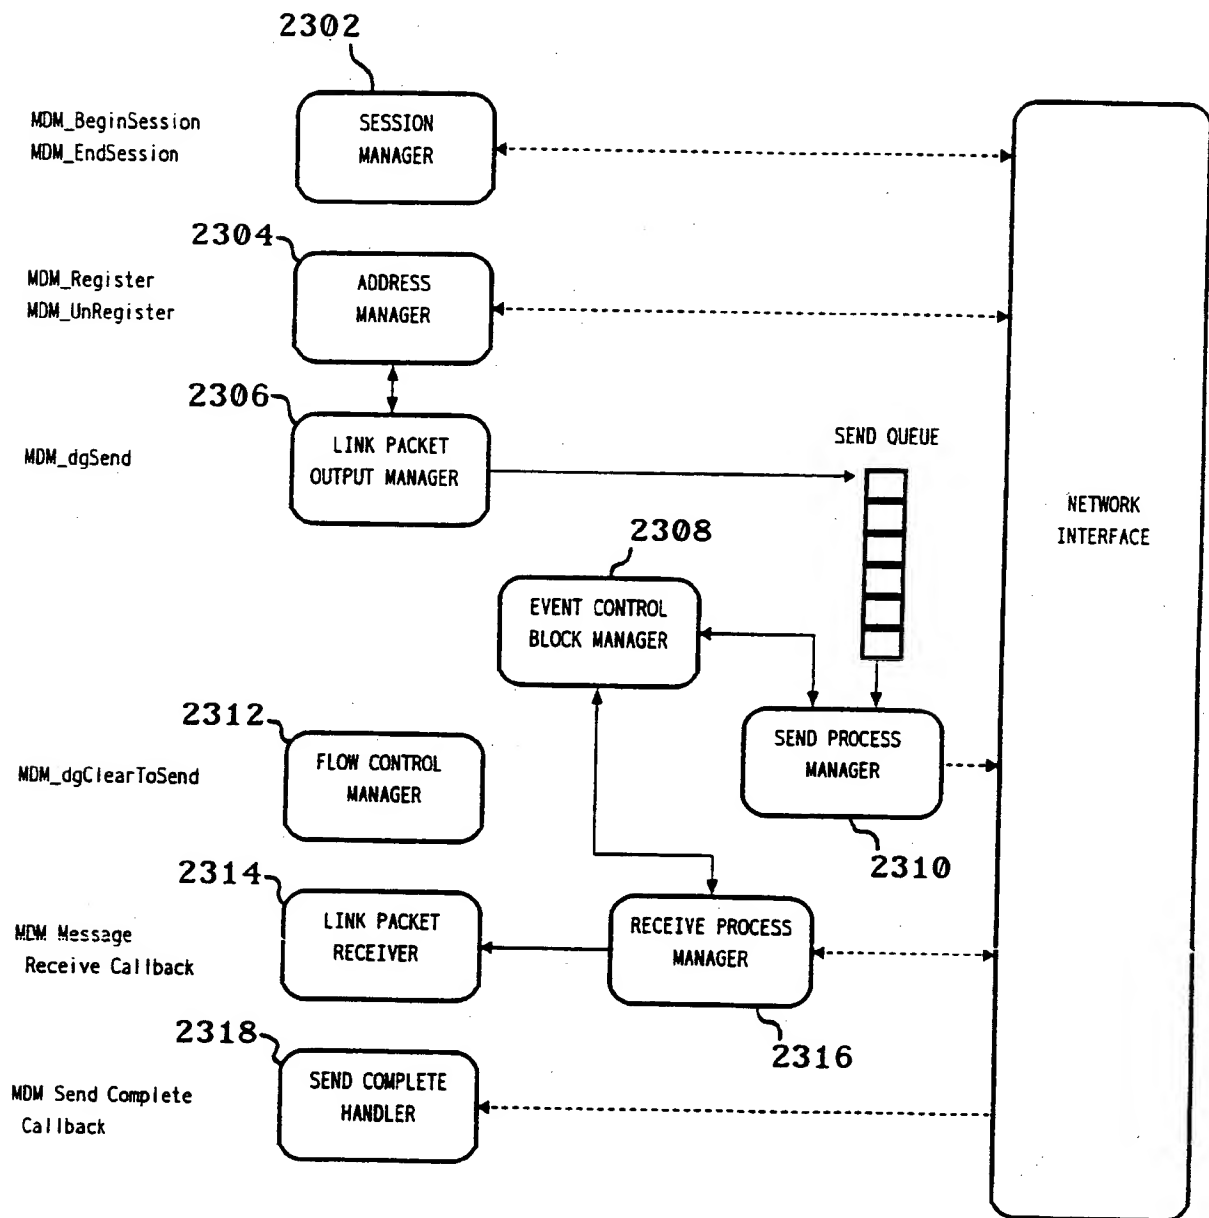 2302
MDM_BeginSession
MDM_EndSession
SESSION
MANAGER
2304
MDM_Register
MDM_UnRegister
ADDRESS
MANAGER
2306
MDM_dgSend
LINK PACKET
OUTPUT MANAGER
SEND QUEUE
NETWORK
INTERFACE
2308
EVENT CONTROL
BLOCK MANAGER
2312
MDM_dgClearToSend
FLOW CONTROL
MANAGER
SEND PROCESS
MANAGER
2310
2314
MDM Message
Receive Callback
LINK PACKET
RECEIVER
RECEIVE PROCESS
MANAGER
2316
2318
MDM Send Complete
Callback
SEND COMPLETE
HANDLER